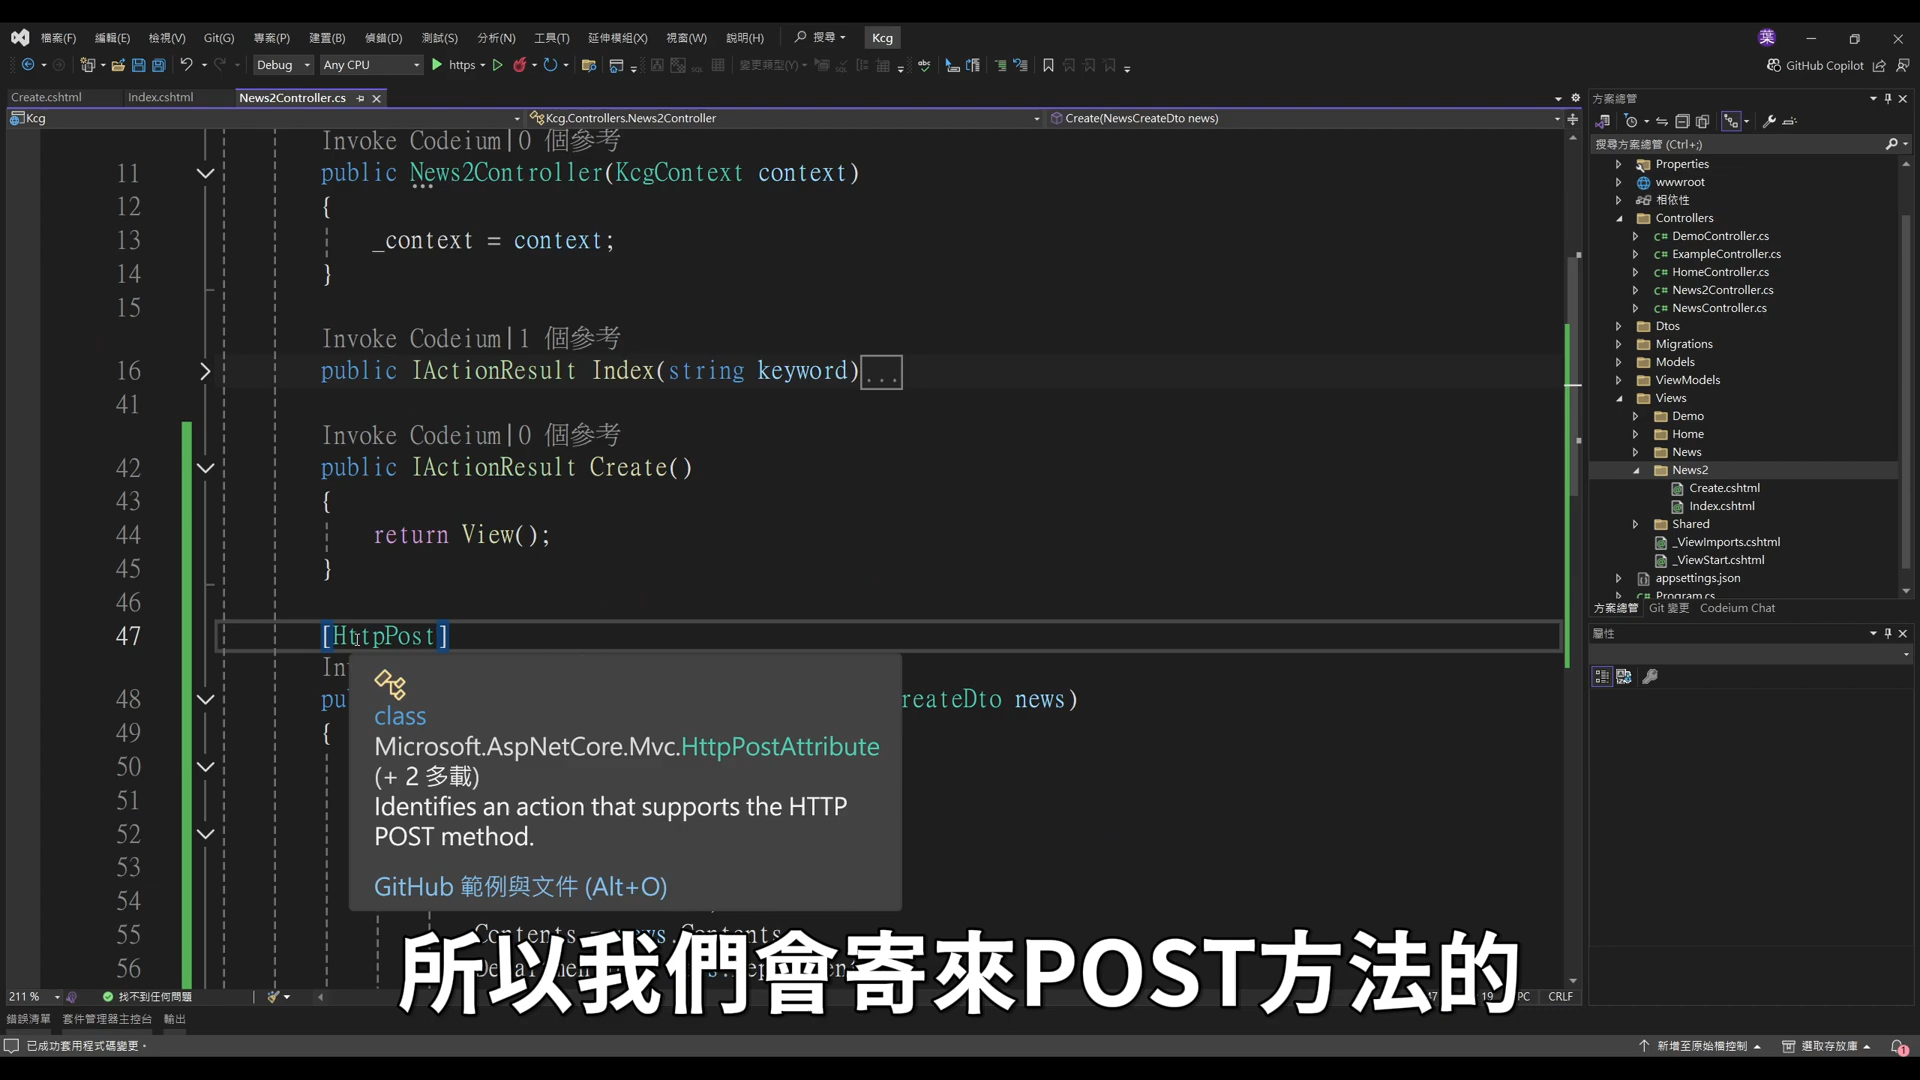 檔案(F) 編輯(E) 檢視(V) Git(G) 專案(P) 建置(B) 偵錯(D) 測試(S) 分析(N) 工具(T) 延伸模組(X) 視窗(W) 說明(H) 搜尋 Kcg 葉
Debug Any CPU https 變更類型(Y) GitHub Copilot
Create.cshtml Index.cshtml News2Controller.cs
Kcg Kcg.Controllers.News2Controller Create(NewsCreateDto news)
Invoke Codeium|0 個參考
11 public News2Controller(KcgContext context)
12 {
13 _context = context;
14 }
15
Invoke Codeium|1 個參考
16 public IActionResult Index(string keyword)...
41
Invoke Codeium|0 個參考
42 public IActionResult Create()
43 {
44 return View();
45 }
46
47 [HttpPost]
48 reateDto news)
49 {
50
51
52
53
54
55 Contents
56
class
Microsoft.AspNetCore.Mvc.HttpPostAttribute
(+ 2 多載)
Identifies an action that supports the HTTP
POST method.
GitHub 範例與文件 (Alt+O)
所以我們會寄來POST方法的
211 % 找不到任何問題 CRLF
錯誤清單 套件管理器主控台 輸出
已成功套用程式碼變更。 新增至原始檔控制 選取存放庫 1
方案總管
搜尋方案總管 (Ctrl+;)
Properties
wwwroot
相依性
Controllers
C# DemoController.cs
C# ExampleController.cs
C# HomeController.cs
C# News2Controller.cs
C# NewsController.cs
Dtos
Migrations
Models
ViewModels
Views
Demo
Home
News
News2
Create.cshtml
Index.cshtml
Shared
_ViewImports.cshtml
_ViewStart.cshtml
appsettings.json
Program.cs
方案總管 Git 變更 Codeium Chat
屬性